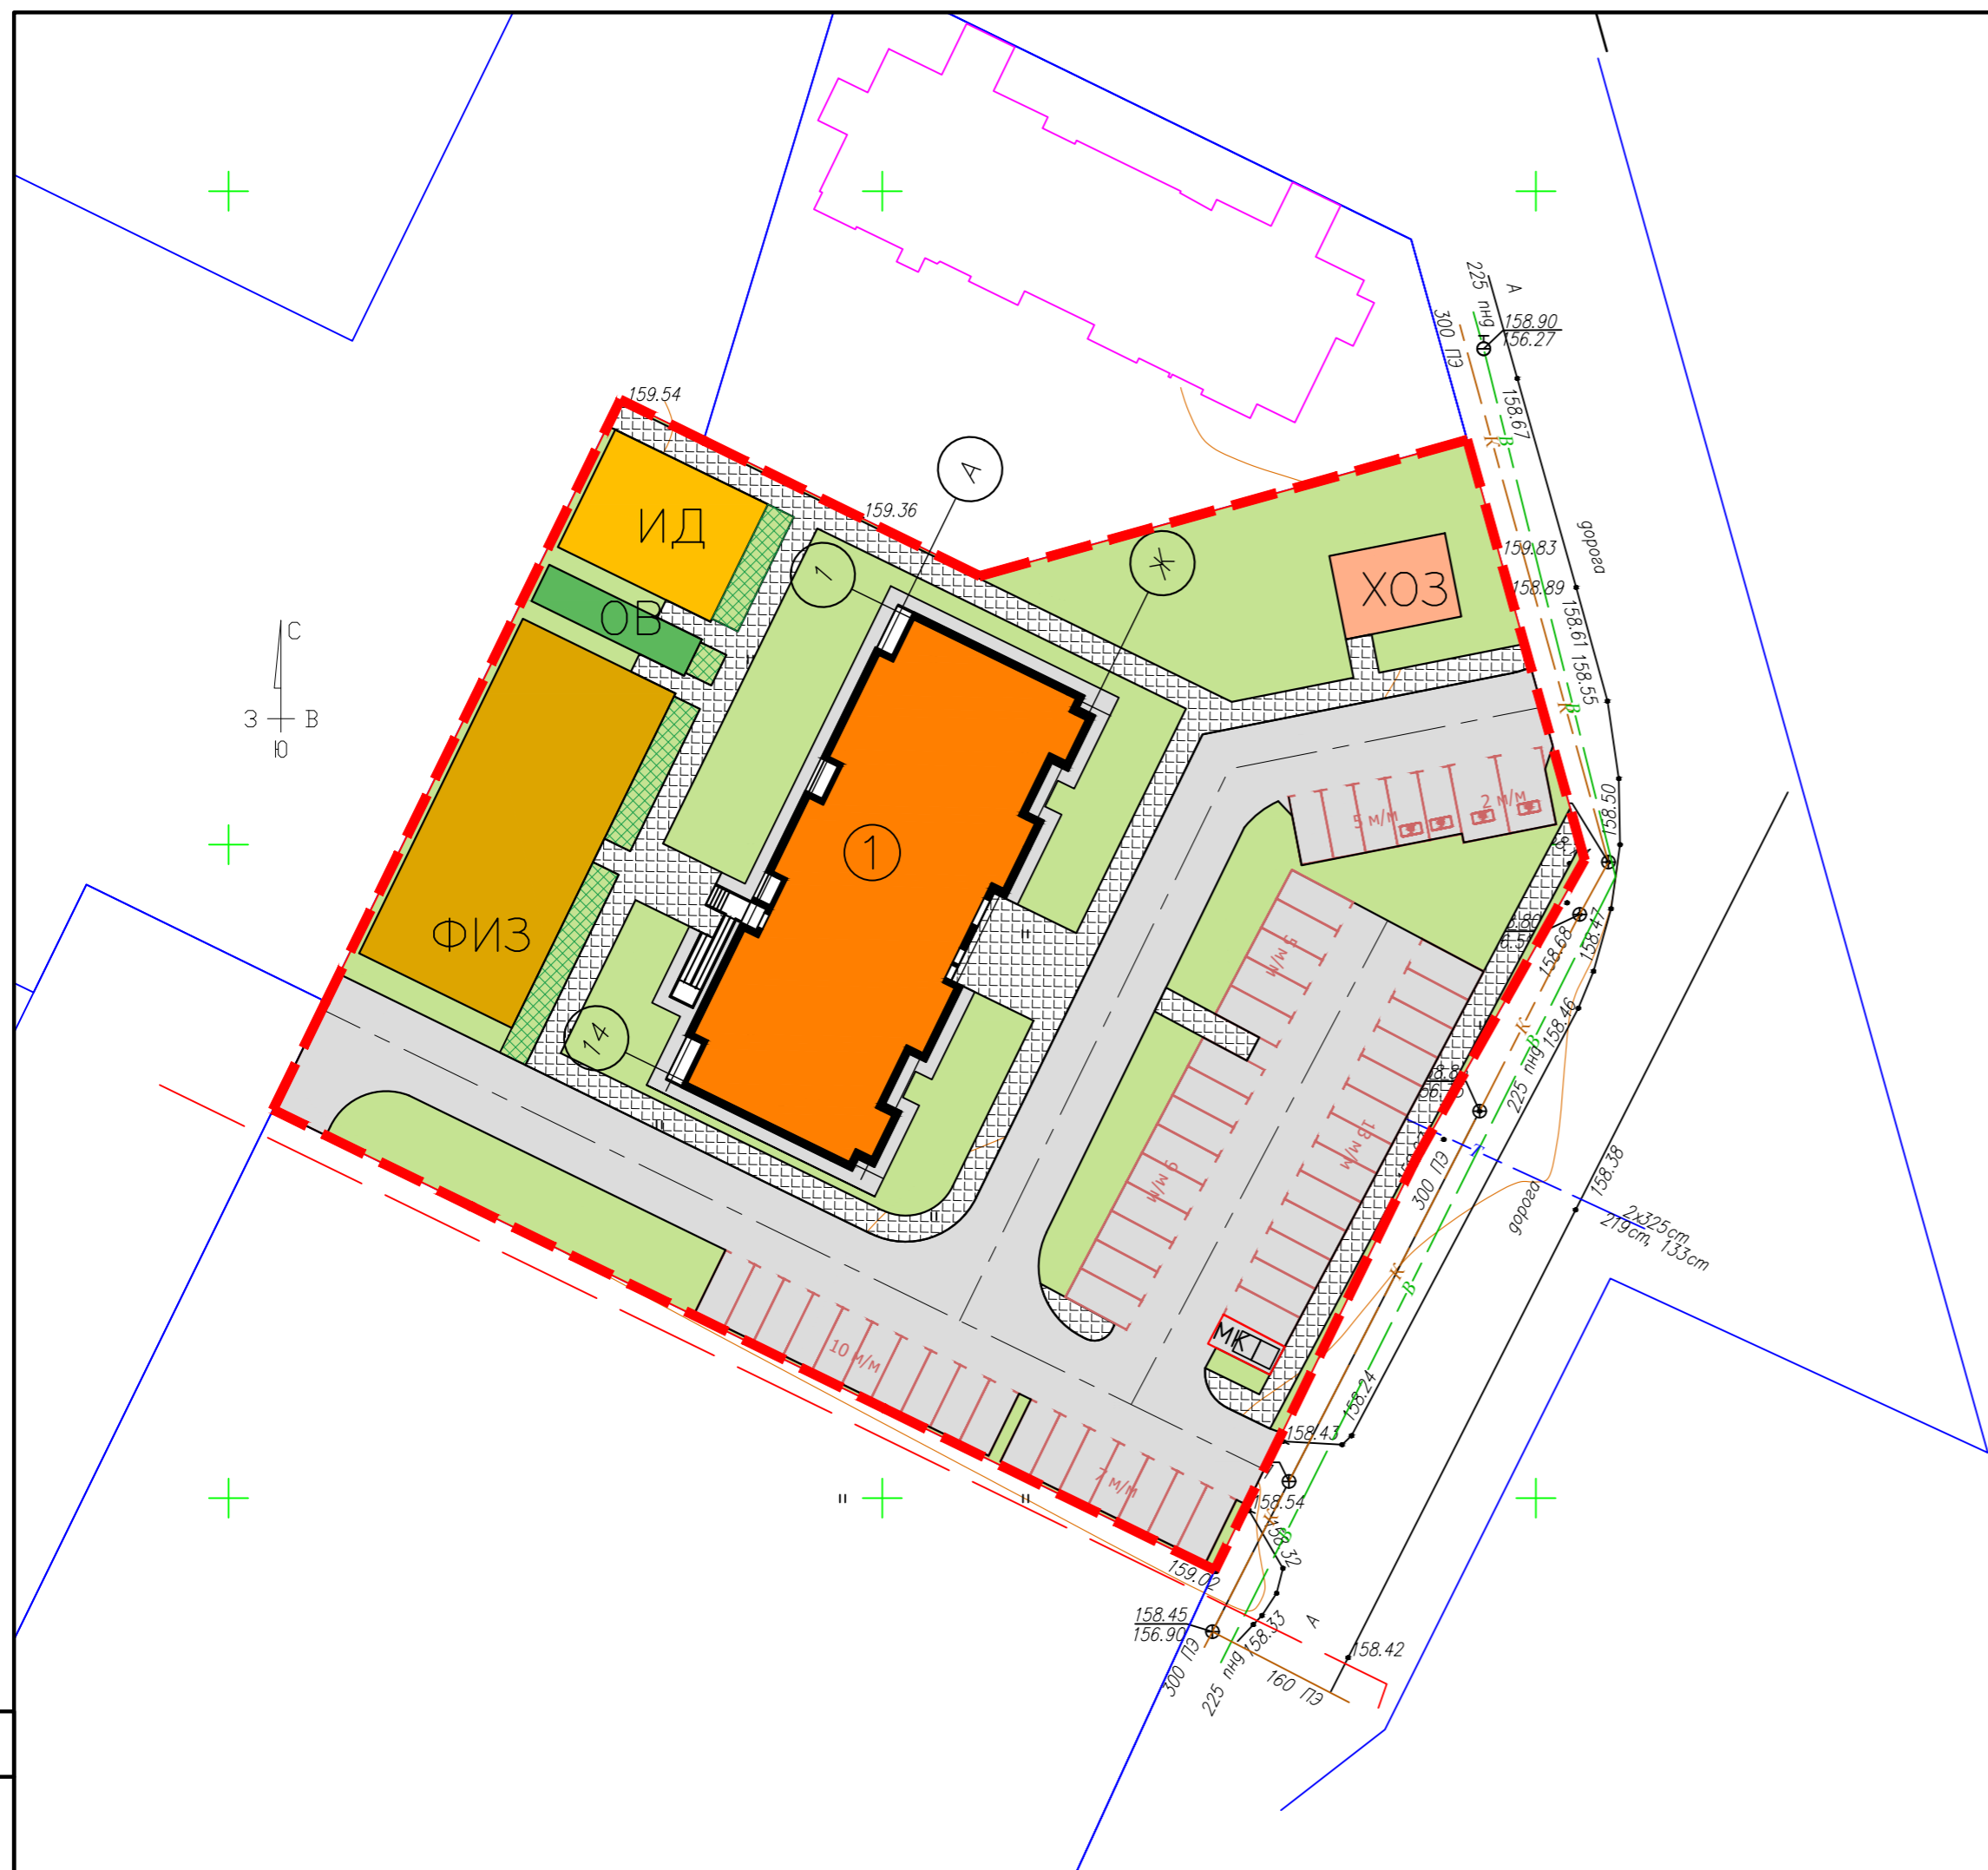 225 пнд
А
300 ПЭ
158.90
156.27
159.54
158.67
К
В
А
159.36
дорога
159.83
ИД
1
Ж
ХОЗ
158.89
158.61
ОВ
С
З
В
Ю
158.55
В
К
2 м/м
5 м/м
158.50
1
ФИЗ
5 м/м
158.47
158.68
158.46
К
В
14
225 пнд
13 м/м
9 м/м
300 ПЭ
158.38
дорога
2х325ст
219ст, 133ст
К
В
МК
10 м/м
158.24
158.43
7 м/м
158.54
К
В
158.32
159.02
158.45
156.90
А
158.33
158.42
300 ПЭ
225 пнд
160 ПЭ